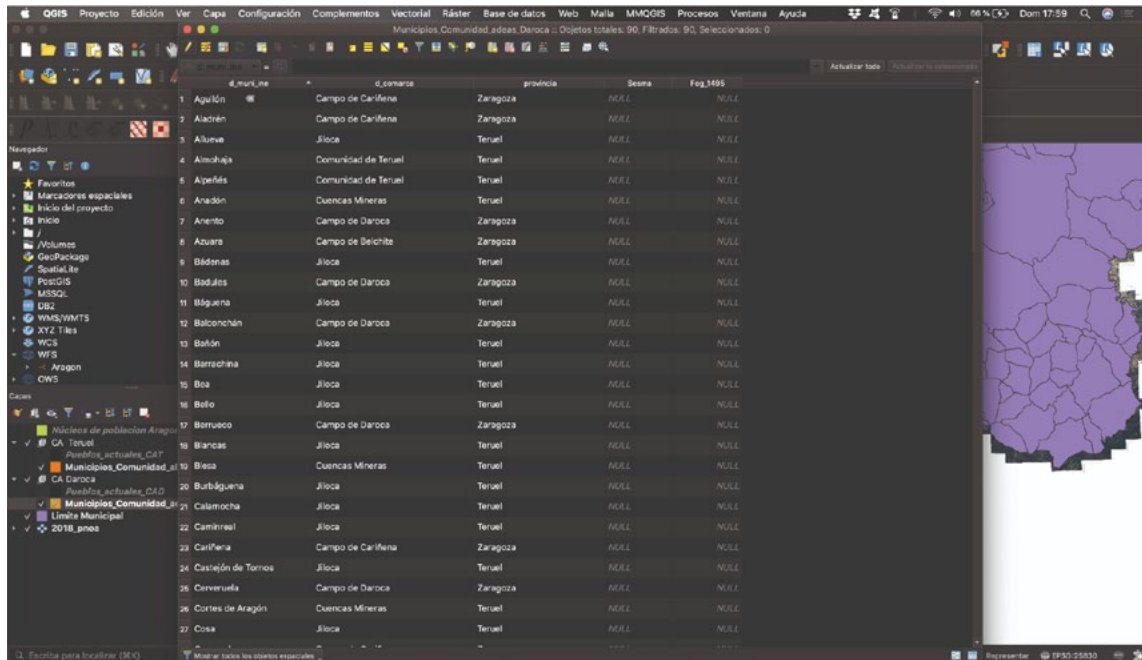 QGIS Proyecto Edición Ver Capa Configuración Complementos Vectorial Ráster Base de datos Web Malla MMQGIS Procesos Ventana Ayuda 66 % Dom 17:59
Municipios_Comunidad_adeas_Daroca :: Objetos totales: 90, Filtrados: 90, Seleccionados: 0
Actualizar todo
d_muni_ine d_comarca provincia Sesma Fog_1495
1 Aguilón Campo de Cariñena Zaragoza NULL NULL
2 Aladrén Campo de Cariñena Zaragoza NULL NULL
3 Allueva Jiloca Teruel NULL NULL
4 Almohaja Comunidad de Teruel Teruel NULL NULL
5 Alpeñés Comunidad de Teruel Teruel NULL NULL
6 Anadón Cuencas Mineras Teruel NULL NULL
7 Anento Campo de Daroca Zaragoza NULL NULL
8 Azuara Campo de Belchite Zaragoza NULL NULL
9 Bádenas Jiloca Teruel NULL NULL
10 Badules Campo de Daroca Zaragoza NULL NULL
11 Báguena Jiloca Teruel NULL NULL
12 Balconchán Campo de Daroca Zaragoza NULL NULL
13 Bañón Jiloca Teruel NULL NULL
14 Barrachina Jiloca Teruel NULL NULL
15 Bea Jiloca Teruel NULL NULL
16 Bello Jiloca Teruel NULL NULL
17 Berrueco Campo de Daroca Zaragoza NULL NULL
18 Blancas Jiloca Teruel NULL NULL
19 Blesa Cuencas Mineras Teruel NULL NULL
20 Burbáguena Jiloca Teruel NULL NULL
21 Calamocha Jiloca Teruel NULL NULL
22 Caminreal Jiloca Teruel NULL NULL
23 Cariñena Campo de Cariñena Zaragoza NULL NULL
24 Castejón de Tornos Jiloca Teruel NULL NULL
25 Cerveruela Campo de Daroca Zaragoza NULL NULL
26 Cortes de Aragón Cuencas Mineras Teruel NULL NULL
27 Cosa Jiloca Teruel NULL NULL
Mostrar todos los objetos espaciales
Navegador
Favoritos
Marcadores espaciales
Inicio del proyecto
Inicio
/
/Volumes
GeoPackage
SpatiaLite
PostGIS
MSSQL
DB2
WMS/WMTS
XYZ Tiles
WCS
WFS
Aragon
OWS
Capas
Núcleos de poblacion Aragon
CA Teruel
Pueblos_actuales_CAT
Municipios_Comunidad_al
CA Daroca
Pueblos_actuales_CAD
Municipios_Comunidad_ad
Limite Municipal
2018_pnoa
Escriba para localizar (⌘K)
Representar EPSG:25830